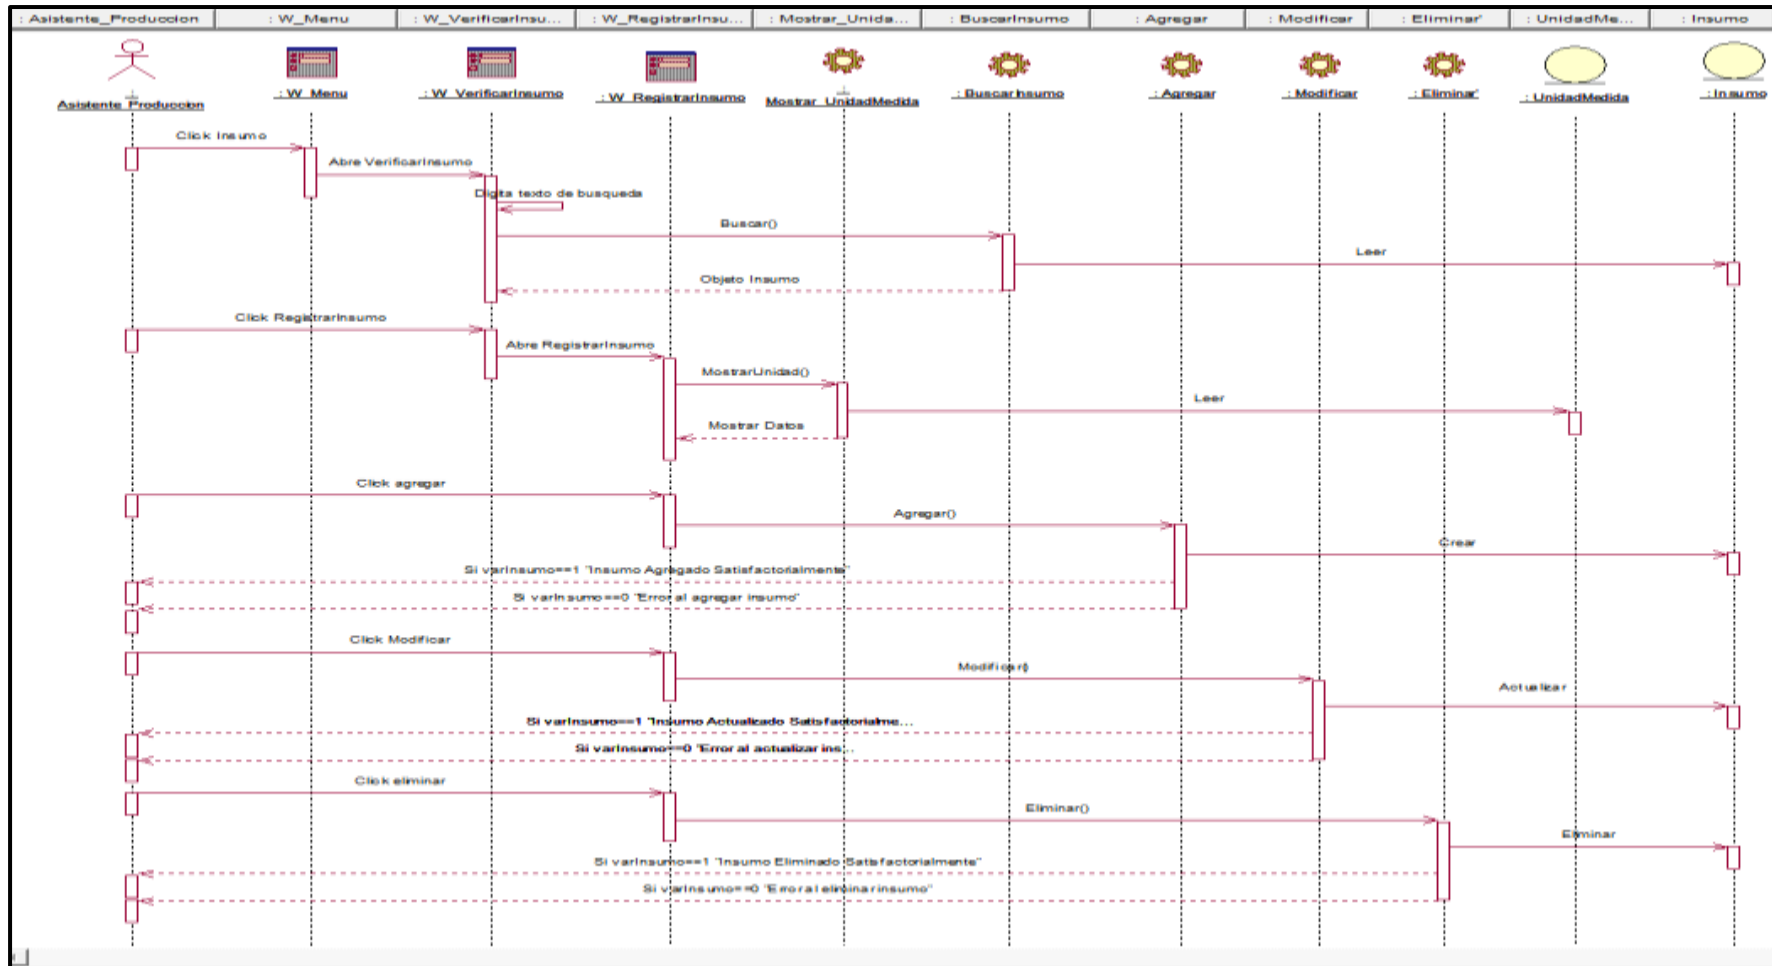 : Asistente_Produccion
: W_Menu
: W_VerificarInsu...
: W_RegistrarInsu...
: Mostrar_Unida...
: BuscarInsumo
: Agregar
: Modificar
: Eliminar'
: UnidadMe...
: Insumo
:
Asistente_Produccion
: W_Menu
: W_VerificarInsumo
: W_RegistrarInsumo
:
Mostrar_UnidadMedida
: BuscarInsumo
: Agregar
: Modificar
: Eliminar'
: UnidadMedida
: Insumo
Click Insumo
Abre VerificarInsumo
Digita texto de busqueda
Buscar()
Leer
Objeto Insumo
Click RegistrarInsumo
Abre RegistrarInsumo
MostrarUnidad()
Leer
Mostrar Datos
Click agregar
Agregar()
Crear
Si varInsumo==1 "Insumo Agregado Satisfactorialmente"
Si varInsumo==0 "Error al agregar insumo"
Click Modificar
Modificar()
Actualizar
Si varInsumo==1 "Insumo Actualizado Satisfactorialme...
Si varInsumo==0 "Error al actualizar ins...
Click eliminar
Eliminar()
Eliminar
Si varInsumo==1 "Insumo Eliminado Satisfactorialmente"
Si varInsumo==0 "Error al eliminar insumo"